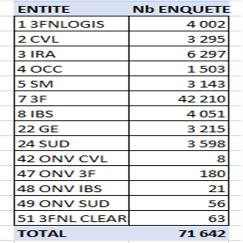 ENTITE Nb ENQUETE
1 3FNLOGIS 4 002
2 CVL 3 295
3 IRA 6 297
4 OCC 1 503
5 SM 3 143
7 3F 42 210
8 IBS 4 051
22 GE 3 215
24 SUD 3 598
42 ONV CVL 8
47 ONV 3F 180
48 ONV IBS 21
49 ONV SUD 56
51 3FNL CLEAR 63
TOTAL 71 642